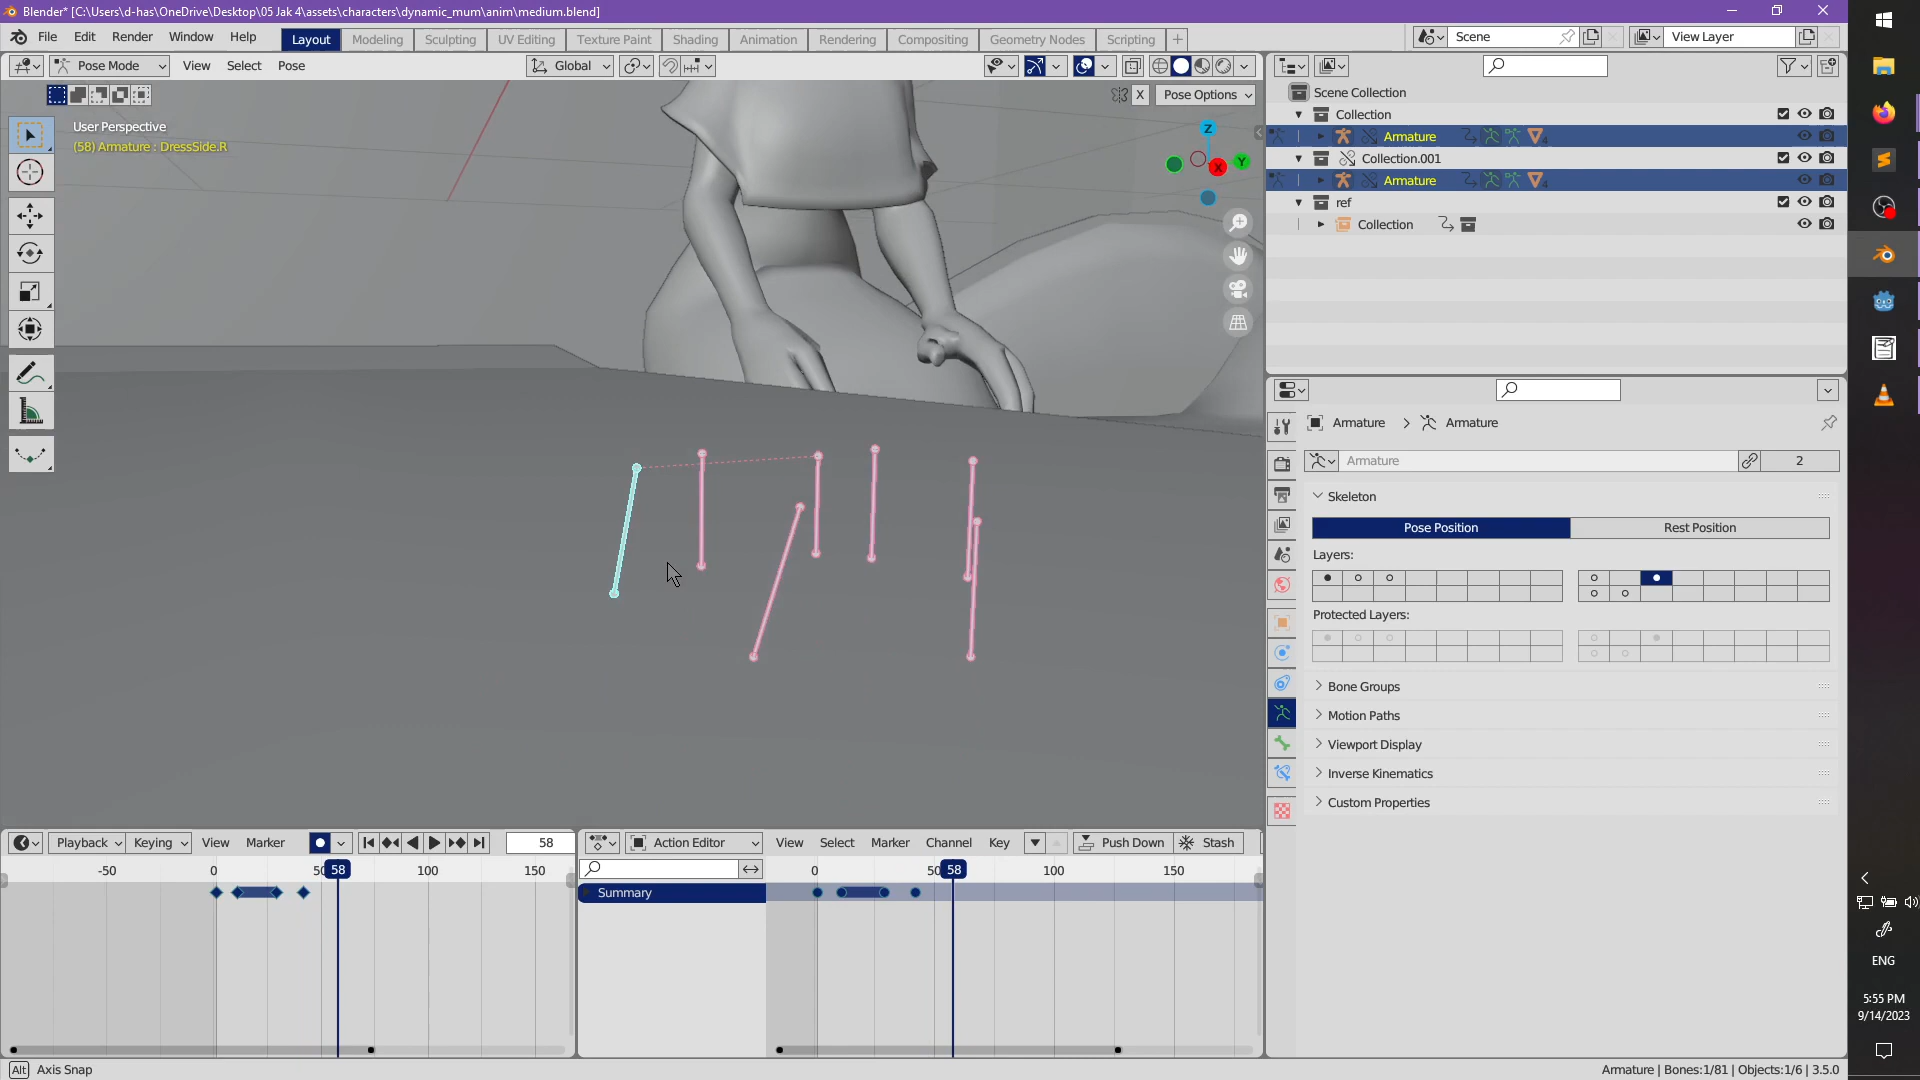 Blender* [C:\Users\d-has\OneDrive\Desktop\05 Jak 4\assets\characters\dynamic_mum\anim\medium.blend]
File Edit Render Window Help Layout Modeling Sculpting UV Editing Texture Paint Shading Animation Rendering Compositing Geometry Nodes Scripting + Scene View Layer
Pose Mode View Select Pose Global
X Pose Options
User Perspective
(58) Armature : DressSide.R
Z
Y
X
Scene Collection
Collection
Armature 4
Collection.001
Armature 4
ref
Collection
Armature > Armature
Armature 2
Skeleton
Pose Position Rest Position
Layers:
Protected Layers:
Bone Groups
Motion Paths
Viewport Display
Inverse Kinematics
Custom Properties
Playback Keying View Marker 58
-50 0 50 58 100 150
Action Editor View Select Marker Channel Key Push Down Stash
0 50 58 100 150
Summary
Alt Axis Snap
Armature | Bones:1/81 | Objects:1/6 | 3.5.0
ENG
5:55 PM
9/14/2023